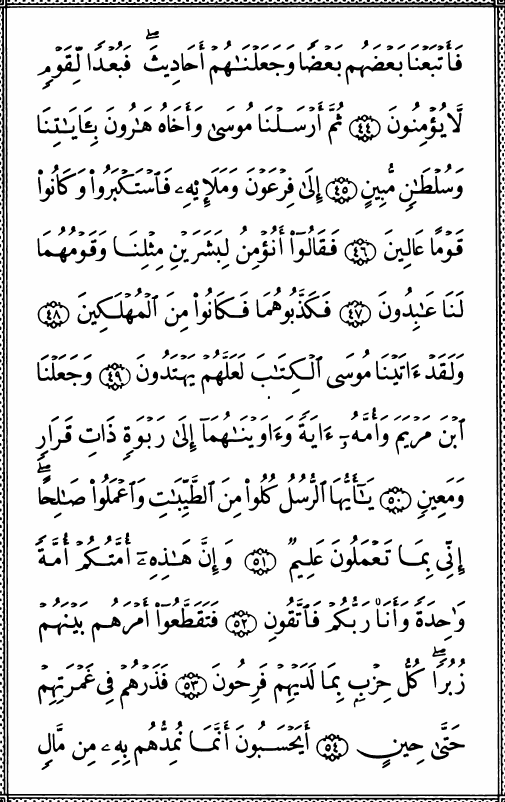 فَأَتْبَعْنَا بَعْضَهُم بَعْضًا وَجَعَلْنَٰهُمْ أَحَادِيثَ ۚ فَبُعْدًا لِّقَوْمٍ
لَّا يُؤْمِنُونَ ٤٤ ثُمَّ أَرْسَلْنَا مُوسَىٰ وَأَخَاهُ هَٰرُونَ بِـَٔايَٰتِنَا
وَسُلْطَٰنٍ مُّبِينٍ ٤٥ إِلَىٰ فِرْعَوْنَ وَمَلَإِي۟هِۦ فَٱسْتَكْبَرُوا۟ وَكَانُوا۟
قَوْمًا عَالِينَ ٤٦ فَقَالُوٓا۟ أَنُؤْمِنُ لِبَشَرَيْنِ مِثْلِنَا وَقَوْمُهُمَا
لَنَا عَٰبِدُونَ ٤٧ فَكَذَّبُوهُمَا فَكَانُوا۟ مِنَ ٱلْمُهْلَكِينَ ٤٨
وَلَقَدْ ءَاتَيْنَا مُوسَى ٱلْكِتَٰبَ لَعَلَّهُمْ يَهْتَدُونَ ٤٩ وَجَعَلْنَا
ٱبْنَ مَرْيَمَ وَأُمَّهُۥٓ ءَايَةً وَءَاوَيْنَٰهُمَآ إِلَىٰ رَبْوَةٍ ذَاتِ قَرَارٍ
وَمَعِينٍ ٥٠ يَٰٓأَيُّهَا ٱلرُّسُلُ كُلُوا۟ مِنَ ٱلطَّيِّبَٰتِ وَٱعْمَلُوا۟ صَٰلِحًا ۖ
إِنِّى بِمَا تَعْمَلُونَ عَلِيمٌ ٥١ وَإِنَّ هَٰذِهِۦٓ أُمَّتُكُمْ أُمَّةً
وَٰحِدَةً وَأَنَا۠ رَبُّكُمْ فَٱتَّقُونِ ٥٢ فَتَقَطَّعُوٓا۟ أَمْرَهُم بَيْنَهُمْ
زُبُرًا ۖ كُلُّ حِزْبٍۭ بِمَا لَدَيْهِمْ فَرِحُونَ ٥٣ فَذَرْهُمْ فِى غَمْرَتِهِمْ
حَتَّىٰ حِينٍ ٥٤ أَيَحْسَبُونَ أَنَّمَا نُمِدُّهُم بِهِۦ مِن مَّالٍ